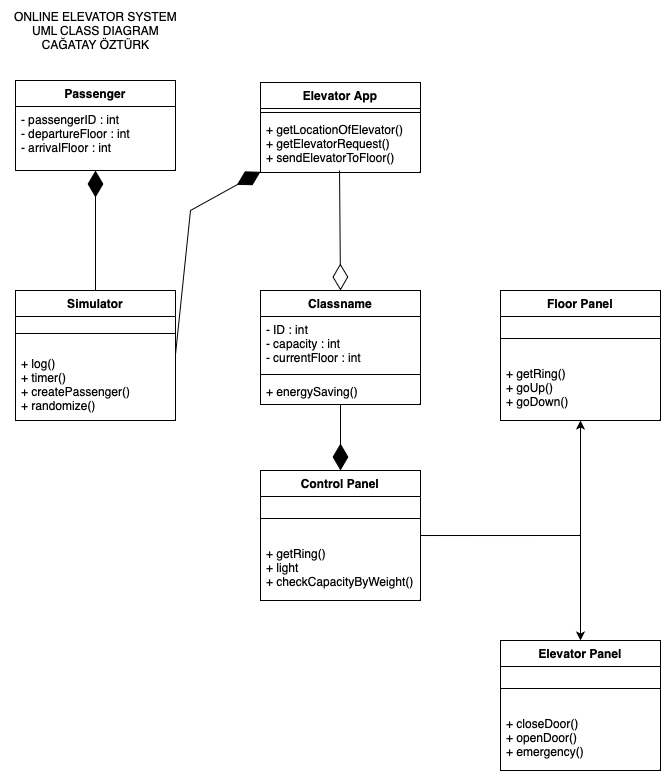 ONLINE ELEVATOR SYSTEM
UML CLASS DIAGRAM
CAĞATAY ÖZTÜRK
Passenger
- passengerID : int
- departureFloor : int
- arrivalFloor : int
Elevator App
+ getLocationOfElevator()
+ getElevatorRequest()
+ sendElevatorToFloor()
Simulator
+ log()
+ timer()
+ createPassenger()
+ randomize()
Classname
- ID : int
- capacity : int
- currentFloor : int
+ energySaving()
Floor Panel
+ getRing()
+ goUp()
+ goDown()
Control Panel
+ getRing()
+ light
+ checkCapacityByWeight()
Elevator Panel
+ closeDoor()
+ openDoor()
+ emergency()